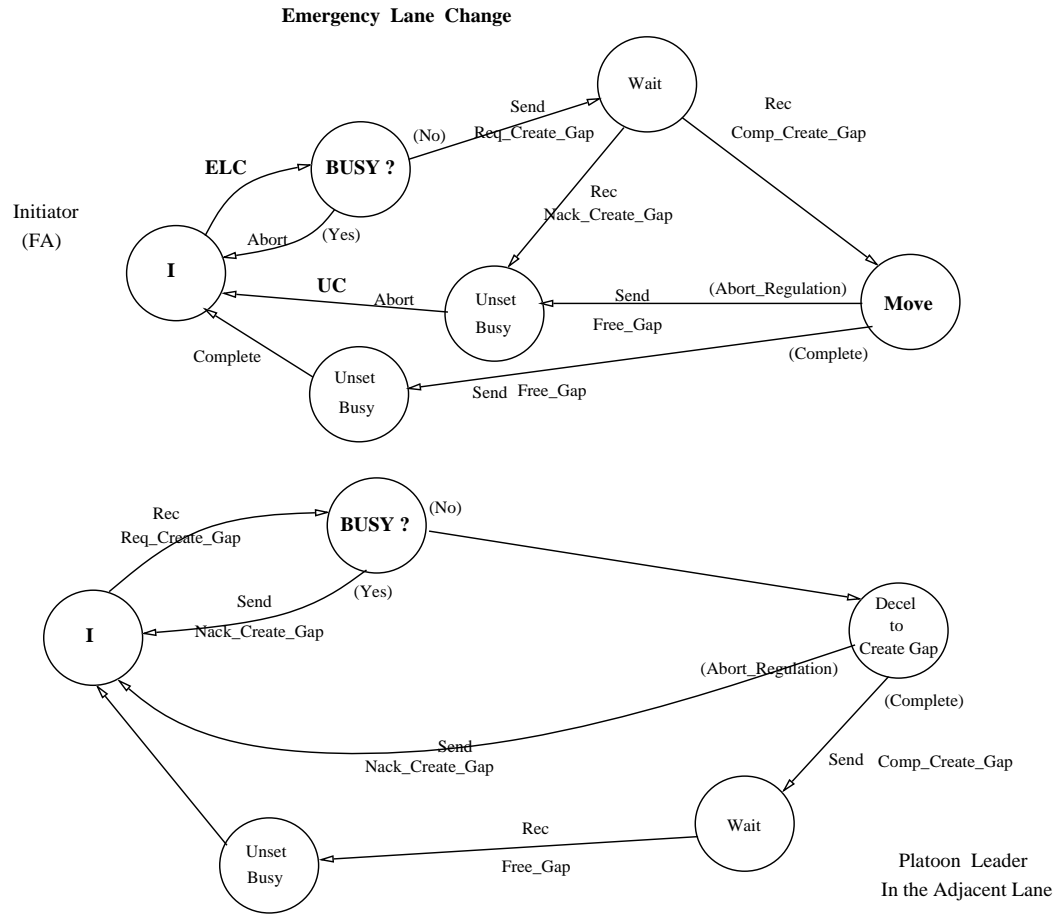 Emergency Lane Change
Wait
Send
Req_Create_Gap
Rec
Comp_Create_Gap
(No)
BUSY ?
ELC
Rec
Nack_Create_Gap
Initiator
(FA)
Abort
(Yes)
I
UC
Abort
Unset
Busy
Send
(Abort_Regulation)
Free_Gap
Move
Complete
(Complete)
Unset
Busy
Send Free_Gap
Rec
Req_Create_Gap
BUSY ?
(No)
(Yes)
Send
Nack_Create_Gap
I
Decel
to
Create Gap
(Abort_Regulation)
(Complete)
Send
Nack_Create_Gap
Send Comp_Create_Gap
Wait
Rec
Free_Gap
Unset
Busy
Platoon Leader
In the Adjacent Lane